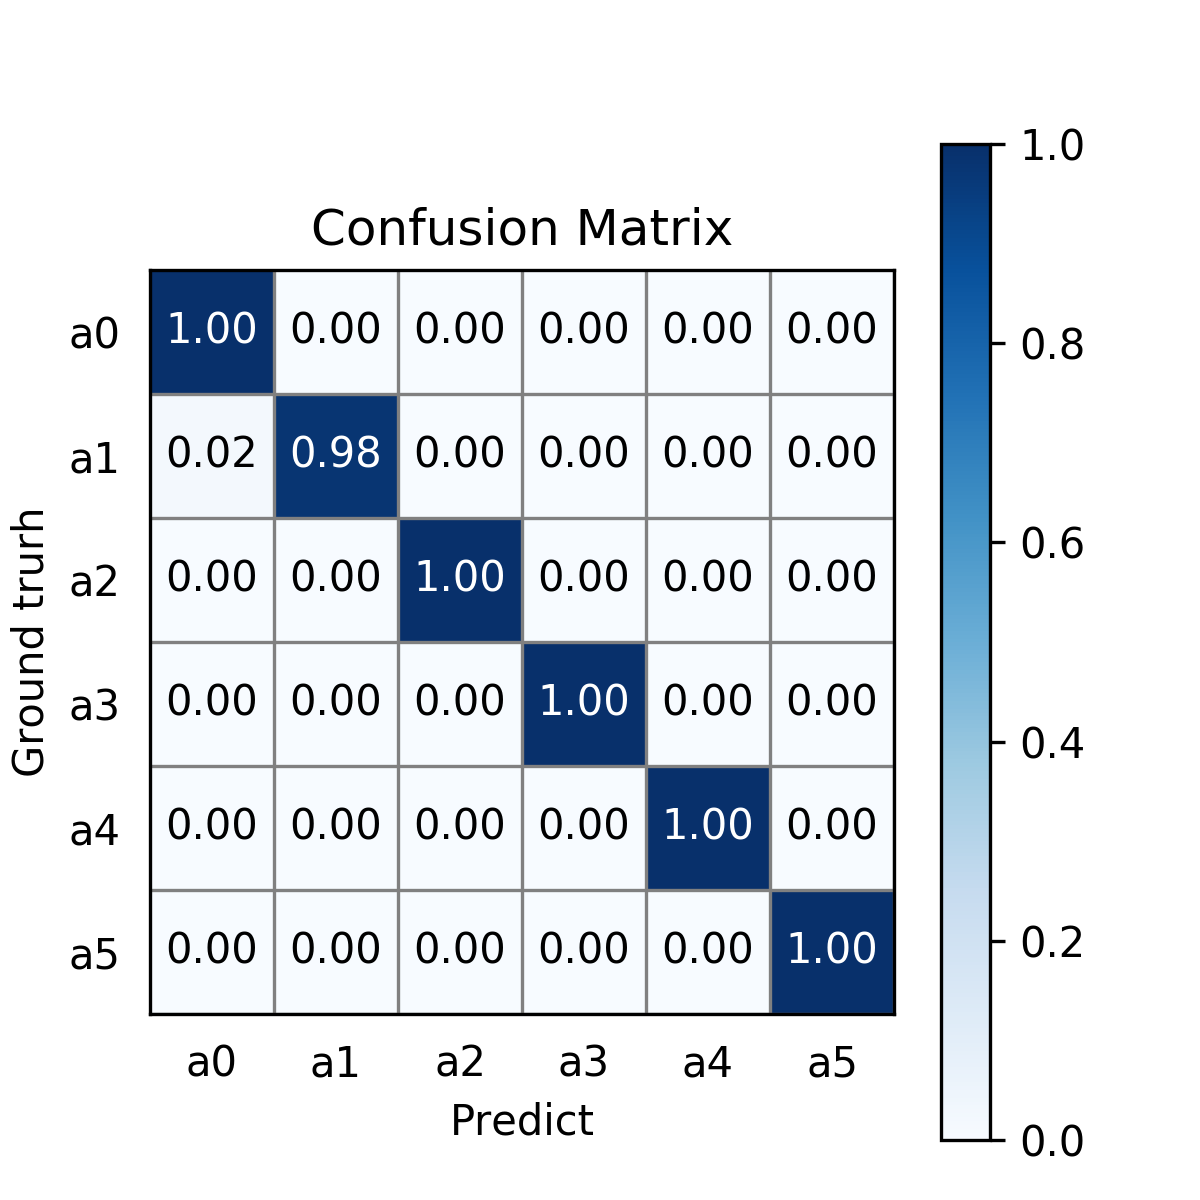 Confusion Matrix
a0 1.00 0.00 0.00 0.00 0.00 0.00
a1 0.02 0.98 0.00 0.00 0.00 0.00
a2 0.00 0.00 1.00 0.00 0.00 0.00
a3 0.00 0.00 0.00 1.00 0.00 0.00
a4 0.00 0.00 0.00 0.00 1.00 0.00
a5 0.00 0.00 0.00 0.00 0.00 1.00
a0 a1 a2 a3 a4 a5
Predict
Ground trurh
1.0
0.8
0.6
0.4
0.2
0.0